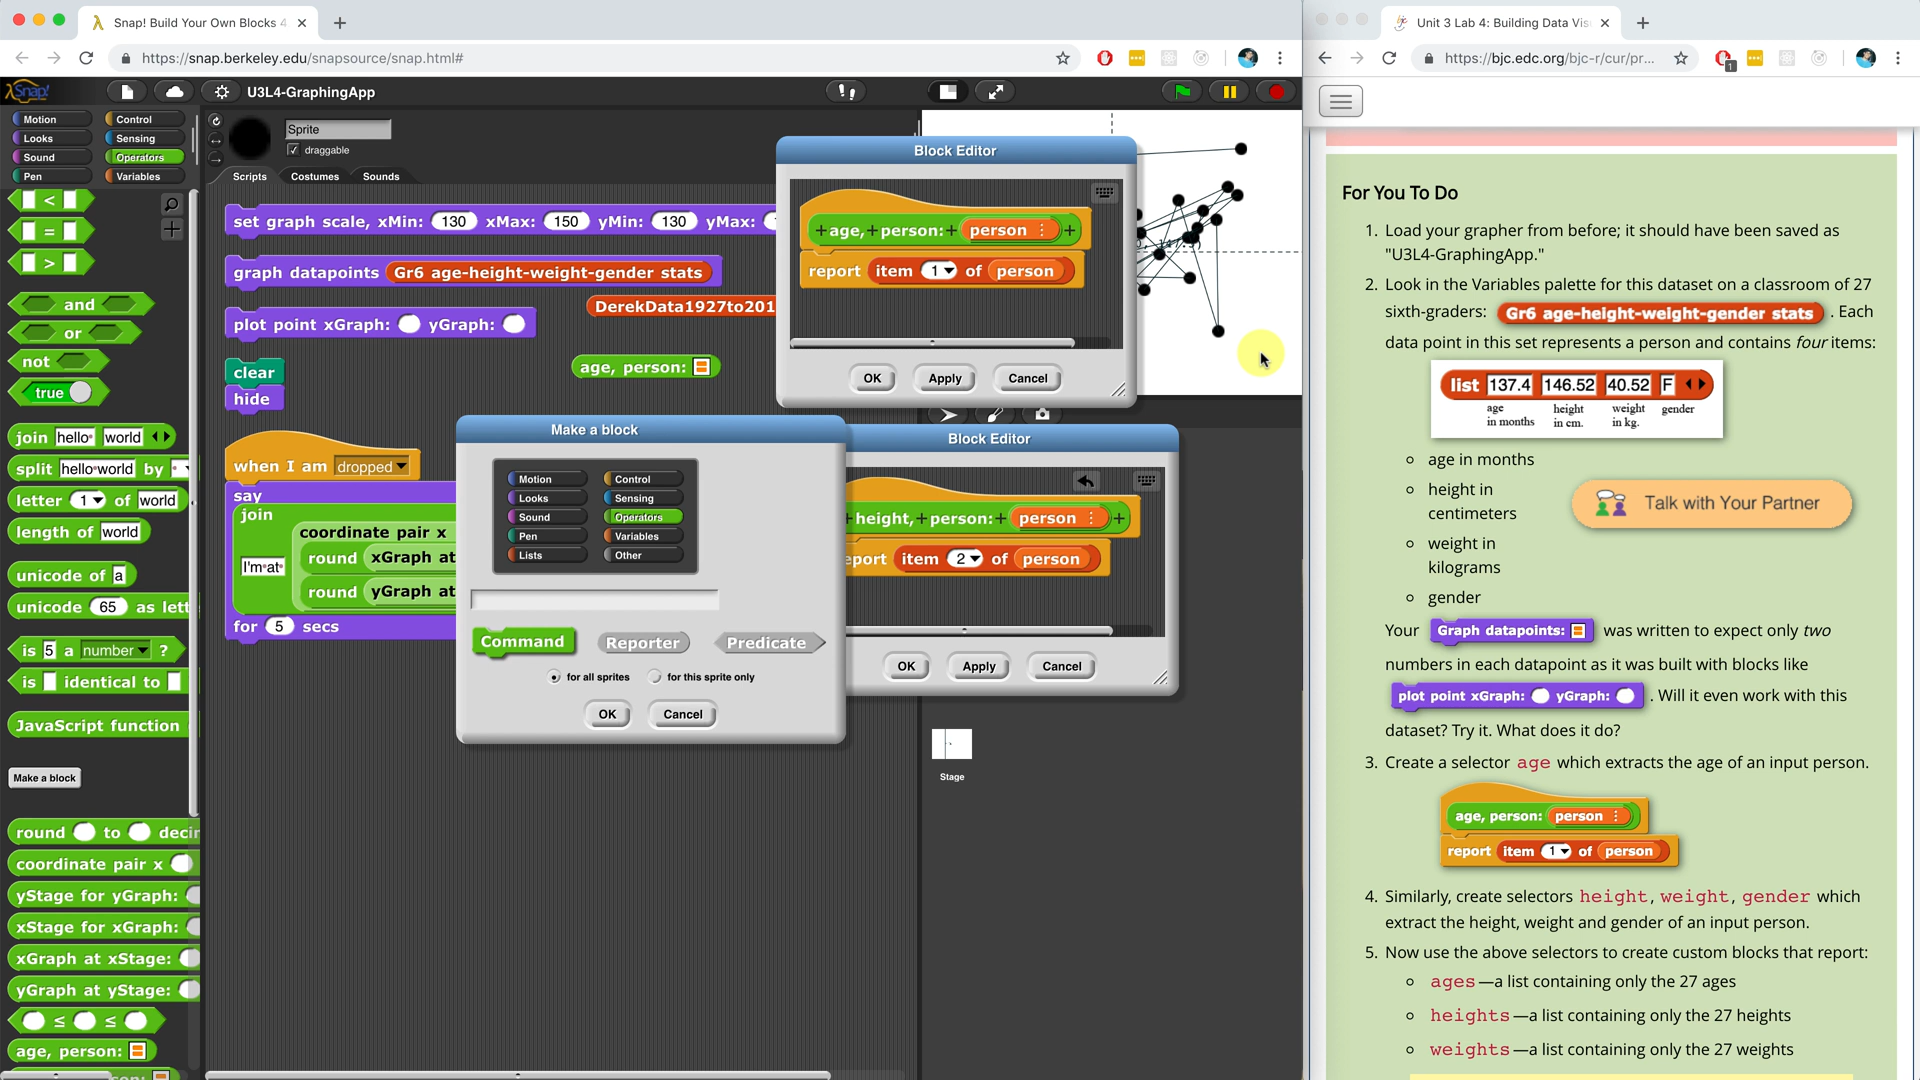 Snap! Build Your Own Blocks 4
https://snap.berkeley.edu/snapsource/snap.html#
Snap!
U3L4-GraphingApp
Motion
Control
Looks
Sensing
Sound
Operators
Pen
Variables
Sprite
draggable
Scripts
Costumes
Sounds
<
=
>
and
or
not
true
join hello world
split hello world by
letter 1 of world
length of world
unicode of a
unicode 65 as lett
is 5 a number ?
is identical to
JavaScript function
Make a block
round to deci
coordinate pair x
yStage for yGraph:
xStage for xGraph:
xGraph at xStage:
yGraph at yStage:
≤ ≤
age, person:
set graph scale, xMin: 130 xMax: 150 yMin: 130 yMax:
graph datapoints Gr6 age-height-weight-gender stats
DerekData1927to201
plot point xGraph: yGraph:
age, person:
clear
hide
when I am dropped
say
join
I'm at
coordinate pair x
round xGraph at
round yGraph at
for 5 secs
Block Editor
age, person: person
report item 1 of person
OK Apply Cancel
Make a block
Motion
Control
Looks
Sensing
Sound
Operators
Pen
Variables
Lists
Other
Command
Reporter
Predicate
for all sprites
for this sprite only
OK
Cancel
Block Editor
height, person: person
port item 2 of person
OK Apply Cancel
Stage
Unit 3 Lab 4: Building Data Vis
https://bjc.edc.org/bjc-r/cur/pr...
1
For You To Do
1. Load your grapher from before; it should have been saved as
"U3L4-GraphingApp."
2. Look in the Variables palette for this dataset on a classroom of 27
sixth-graders: Gr6 age-height-weight-gender stats . Each
data point in this set represents a person and contains four items:
list 137.4 146.52 40.52 F
age height weight gender
in months in cm. in kg.
age in months
height in
centimeters
Talk with Your Partner
weight in
kilograms
gender
Your Graph datapoints: was written to expect only two
numbers in each datapoint as it was built with blocks like
plot point xGraph: yGraph: . Will it even work with this
dataset? Try it. What does it do?
3. Create a selector age which extracts the age of an input person.
age, person: person
report item 1 of person
4. Similarly, create selectors height, weight, gender which
extract the height, weight and gender of an input person.
5. Now use the above selectors to create custom blocks that report:
ages—a list containing only the 27 ages
heights—a list containing only the 27 heights
weights—a list containing only the 27 weights